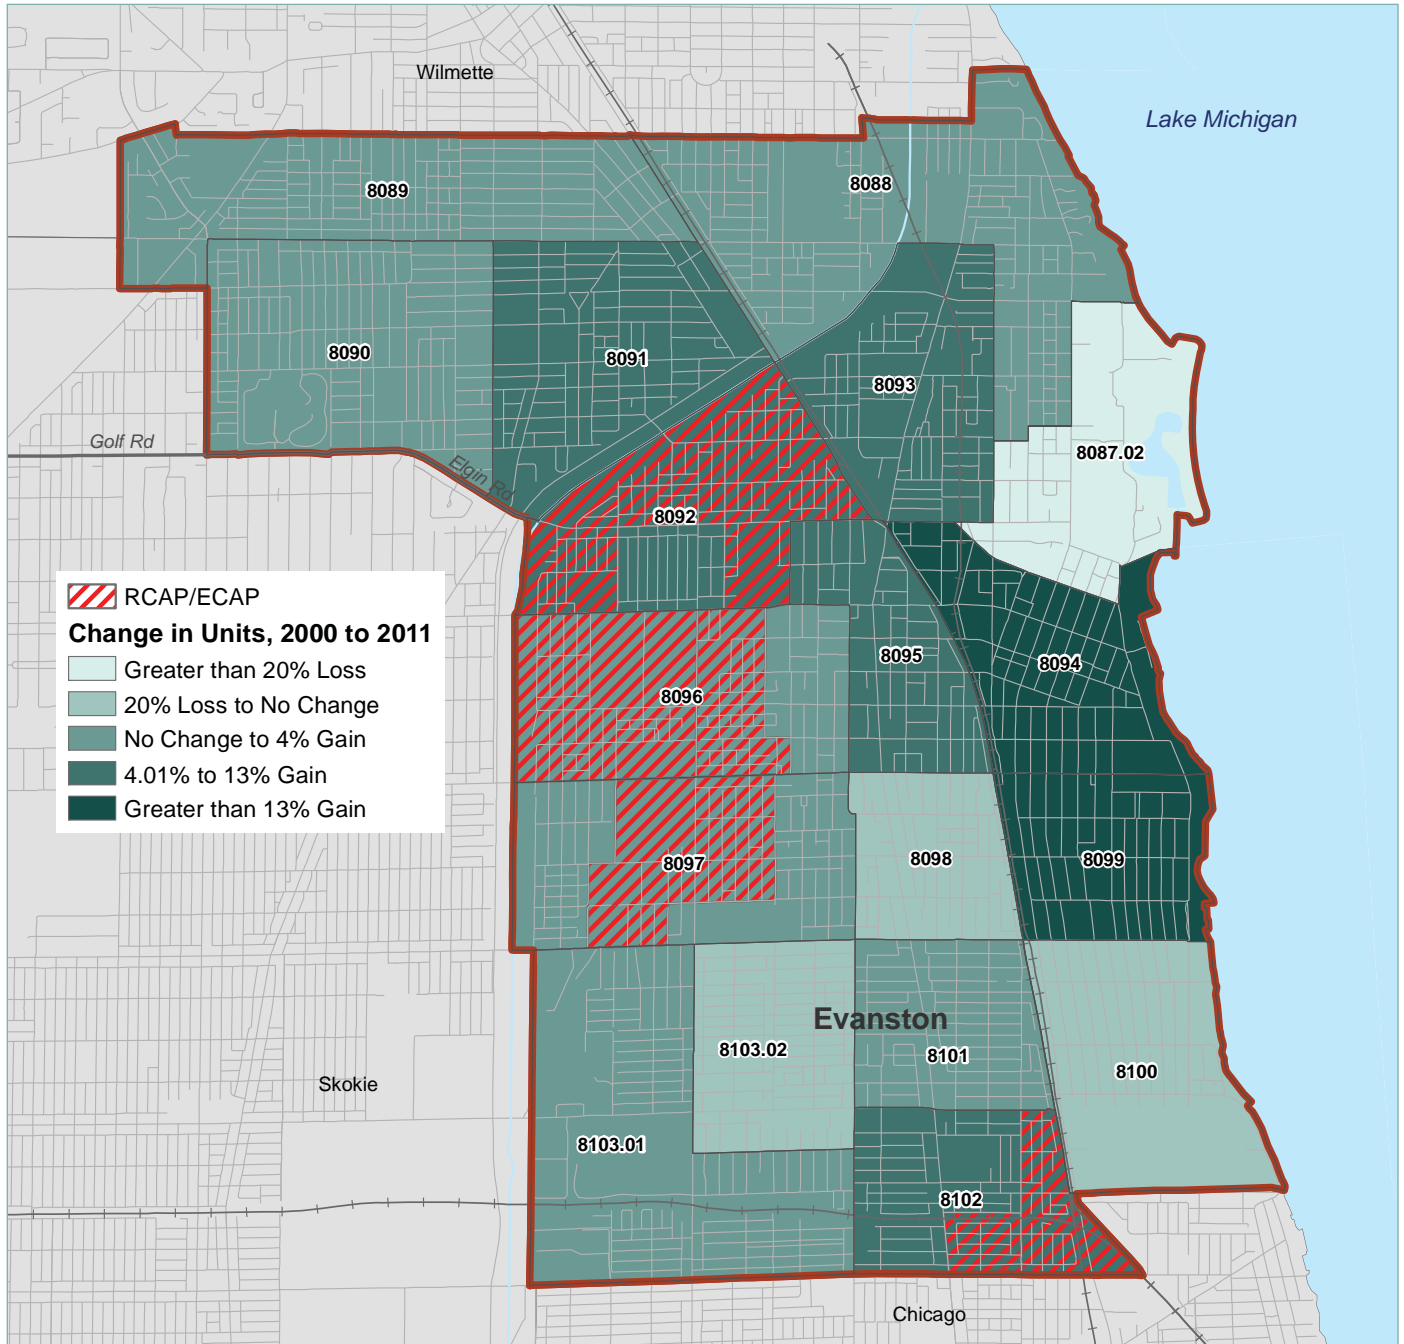 Wilmette
Lake Michigan
8089
8088
8090
8091
8093
Golf Rd
Elgin Rd
8087.02
8092
RCAP/ECAP
Change in Units, 2000 to 2011
Greater than 20% Loss
20% Loss to No Change
No Change to 4% Gain
4.01% to 13% Gain
Greater than 13% Gain
8095
8094
8096
8097
8098
8099
Evanston
8103.02
8101
8100
Skokie
8103.01
8102
Chicago